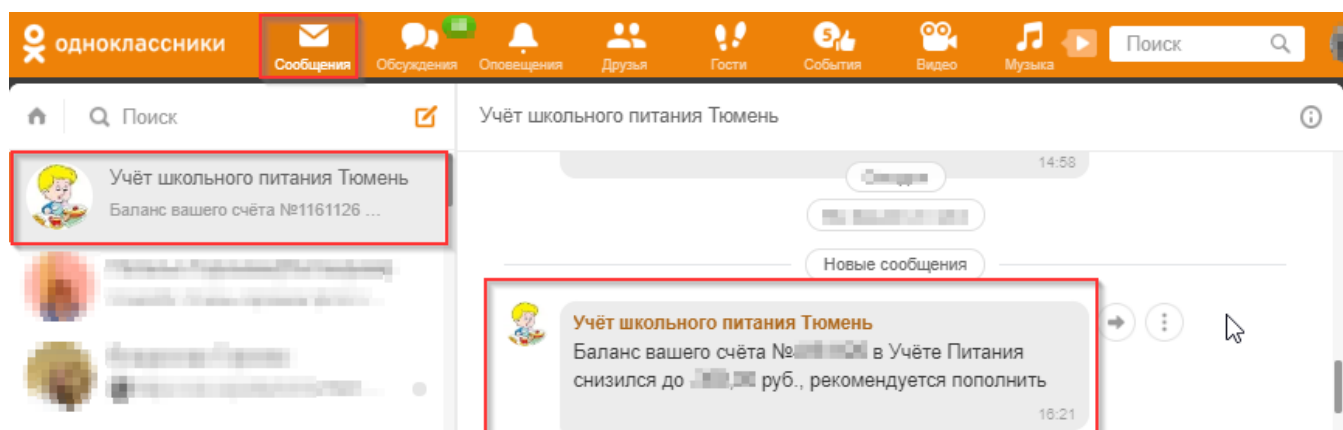 одноклассники
Сообщения
Обсуждения
Оповещения
Друзья
Гости
События
Видео
Музыка
Поиск
Поиск
Учёт школьного питания Тюмень
Учёт школьного питания Тюмень
Баланс вашего счёта №1161126 ...
14:58
Новые сообщения
Учёт школьного питания Тюмень
Баланс вашего счёта № в Учёте Питания
снизился до руб., рекомендуется пополнить
16:21